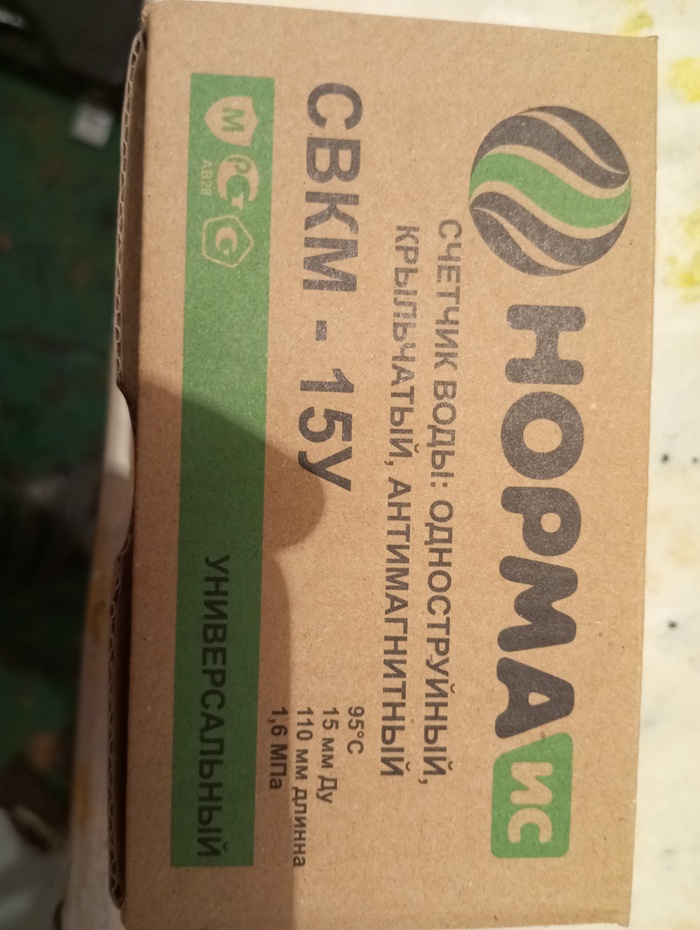 НОРМА ИС
СЧЕТЧИК ВОДЫ: ОДНОСТРУЙНЫЙ,
КРЫЛЬЧАТЫЙ, АНТИМАГНИТНЫЙ
СВКМ - 15У
95°С
15 мм Ду
110 мм длинна
1,6 МПа
М РСТ С
АВ28
УНИВЕРСАЛЬНЫЙ